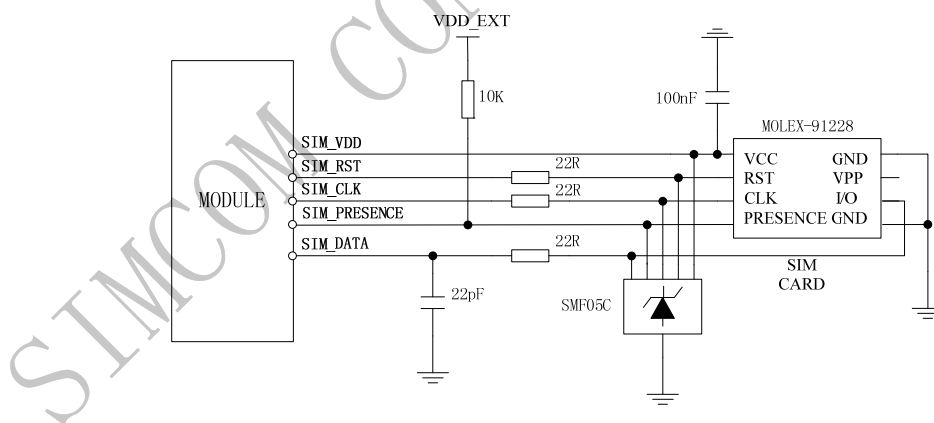 VDD_EXT
10K
100nF
MOLEX-91228
MODULE
SIM_VDD
SIM_RST
SIM_CLK
SIM_PRESENCE
SIM_DATA
22R
22R
22R
VCC GND
RST VPP
CLK I/O
PRESENCE GND
SIM
CARD
22pF
SMF05C
SIMCOM CO